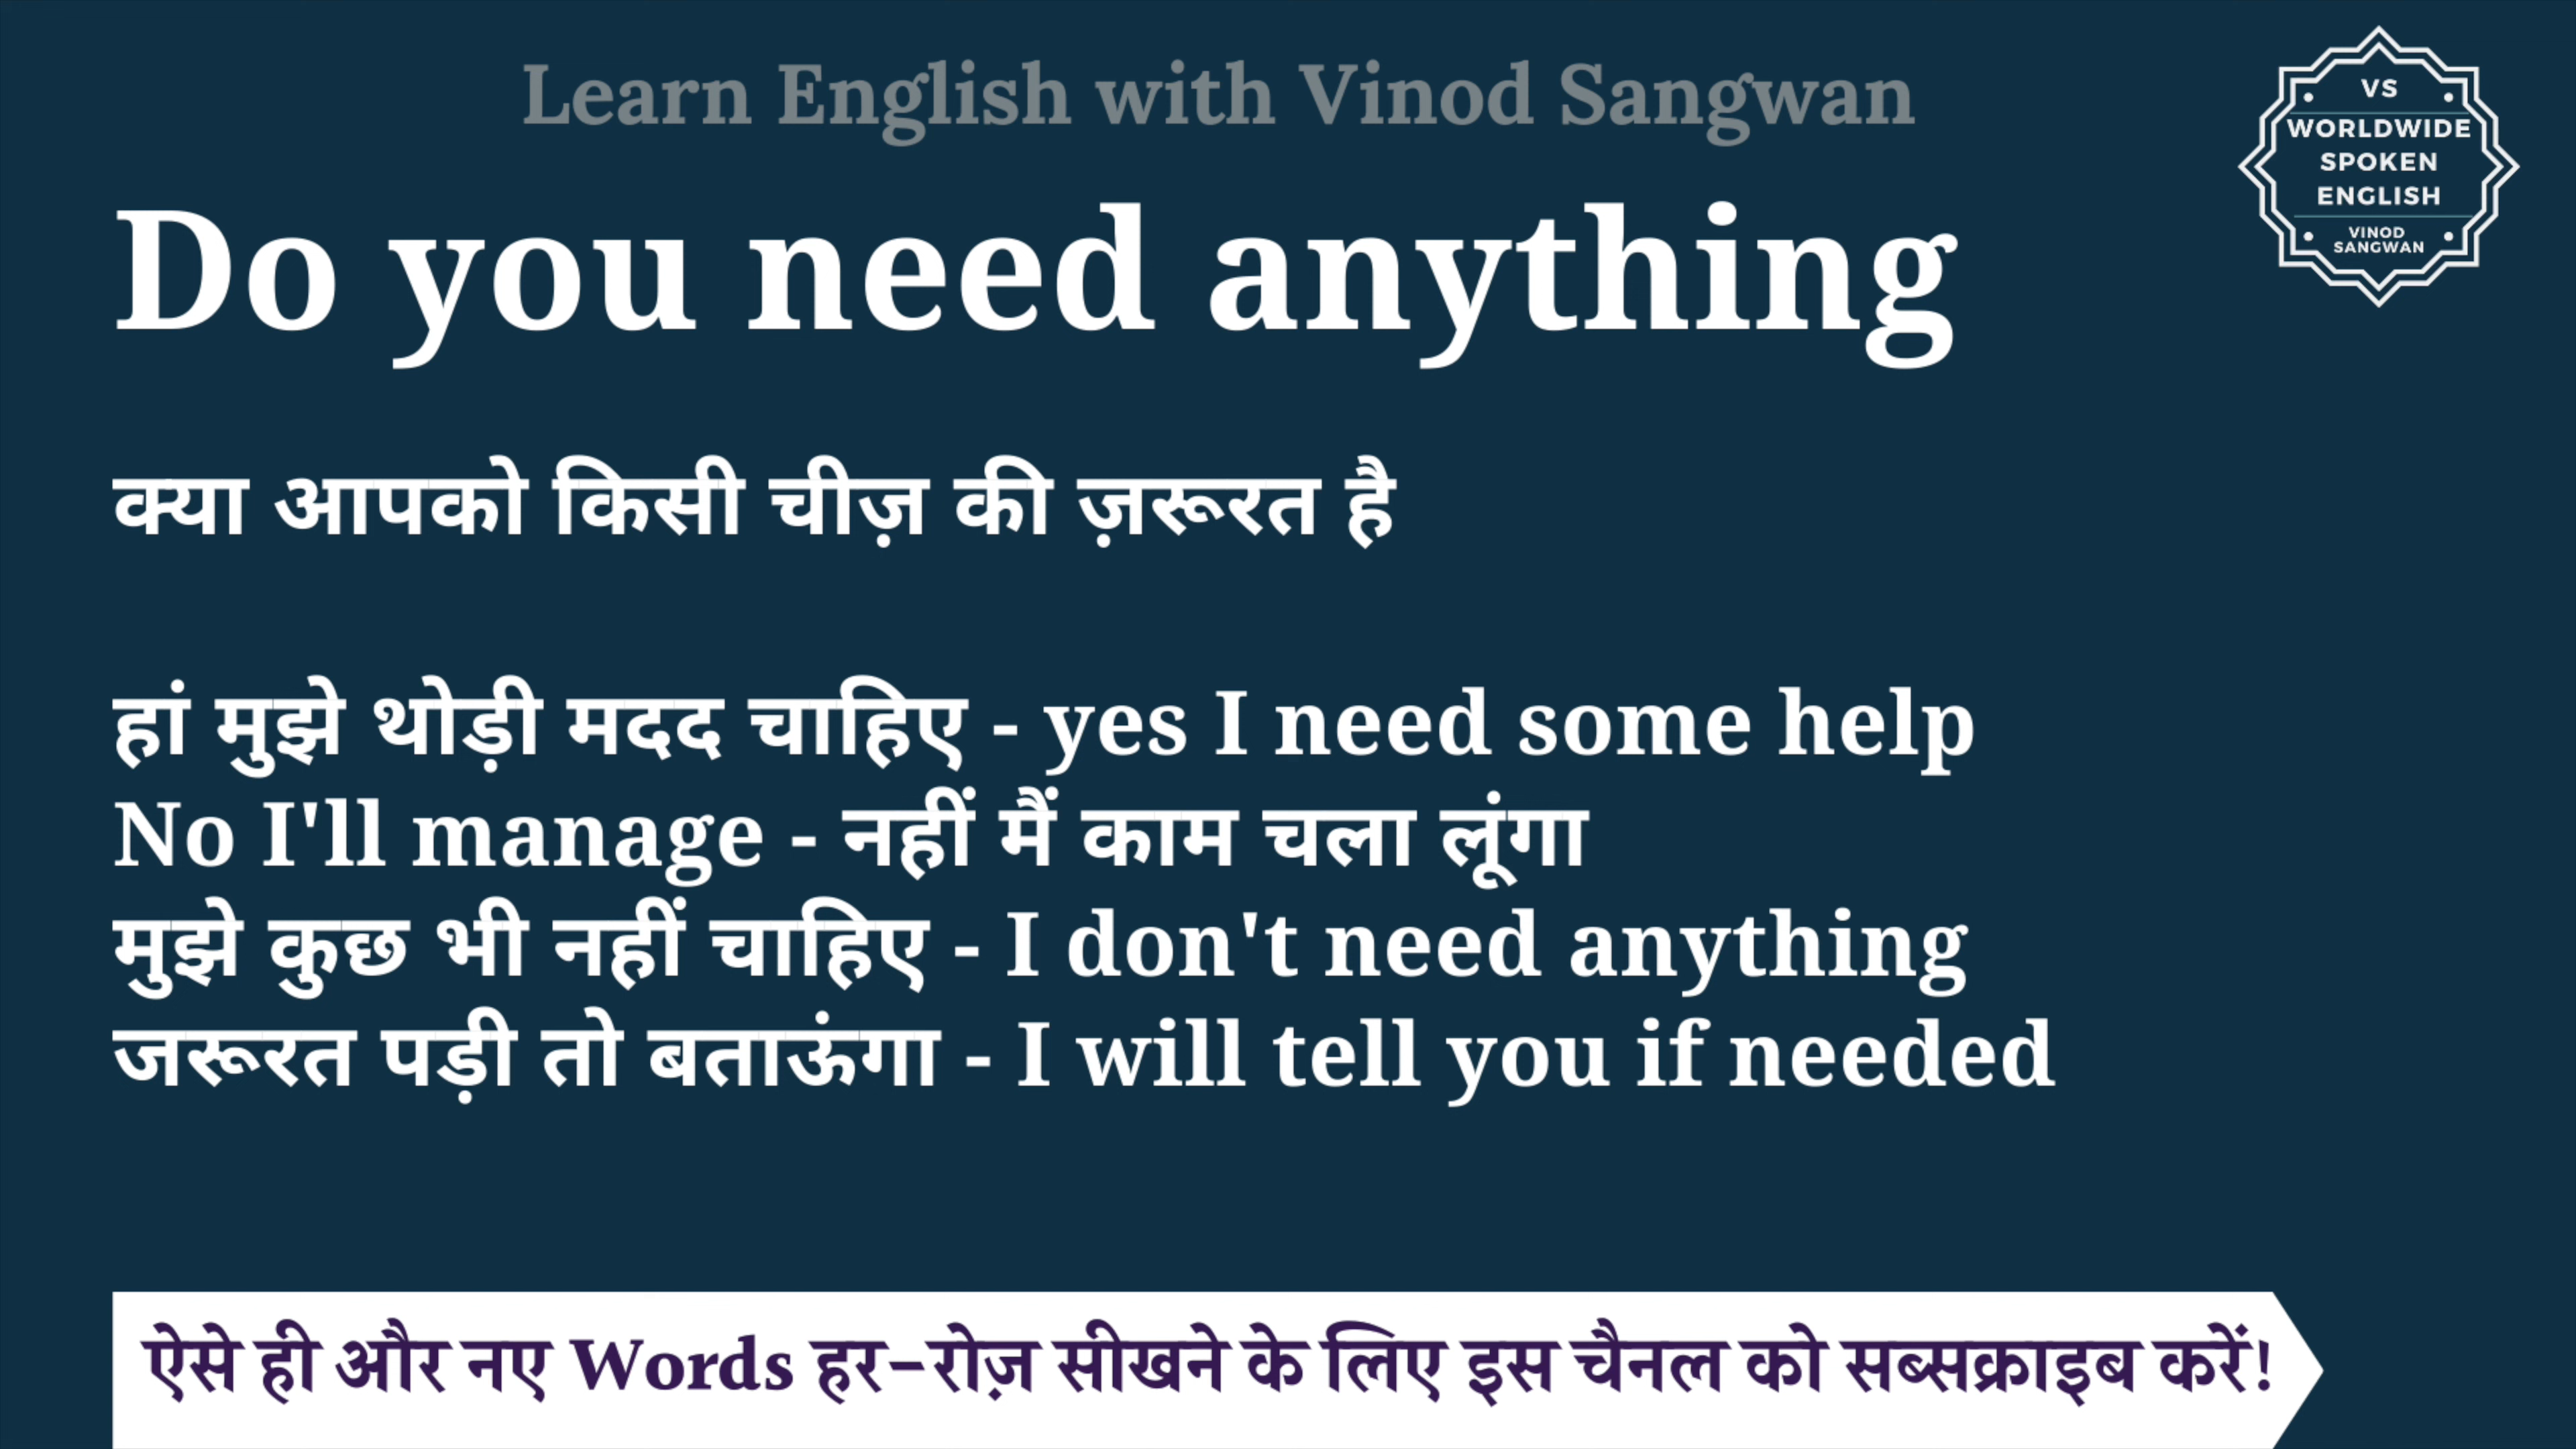 Learn English with Vinod Sangwan
VS
WORLDWIDE
SPOKEN
ENGLISH
VINOD
SANGWAN
Do you need anything
क्या आपको किसी चीज़ की ज़रूरत है
हां मुझे थोड़ी मदद चाहिए - yes I need some help
No I'll manage - नहीं मैं काम चला लूंगा
मुझे कुछ भी नहीं चाहिए - I don't need anything
जरूरत पड़ी तो बताऊंगा - I will tell you if needed
ऐसे ही और नए Words हर-रोज़ सीखने के लिए इस चैनल को सब्सक्राइब करें!